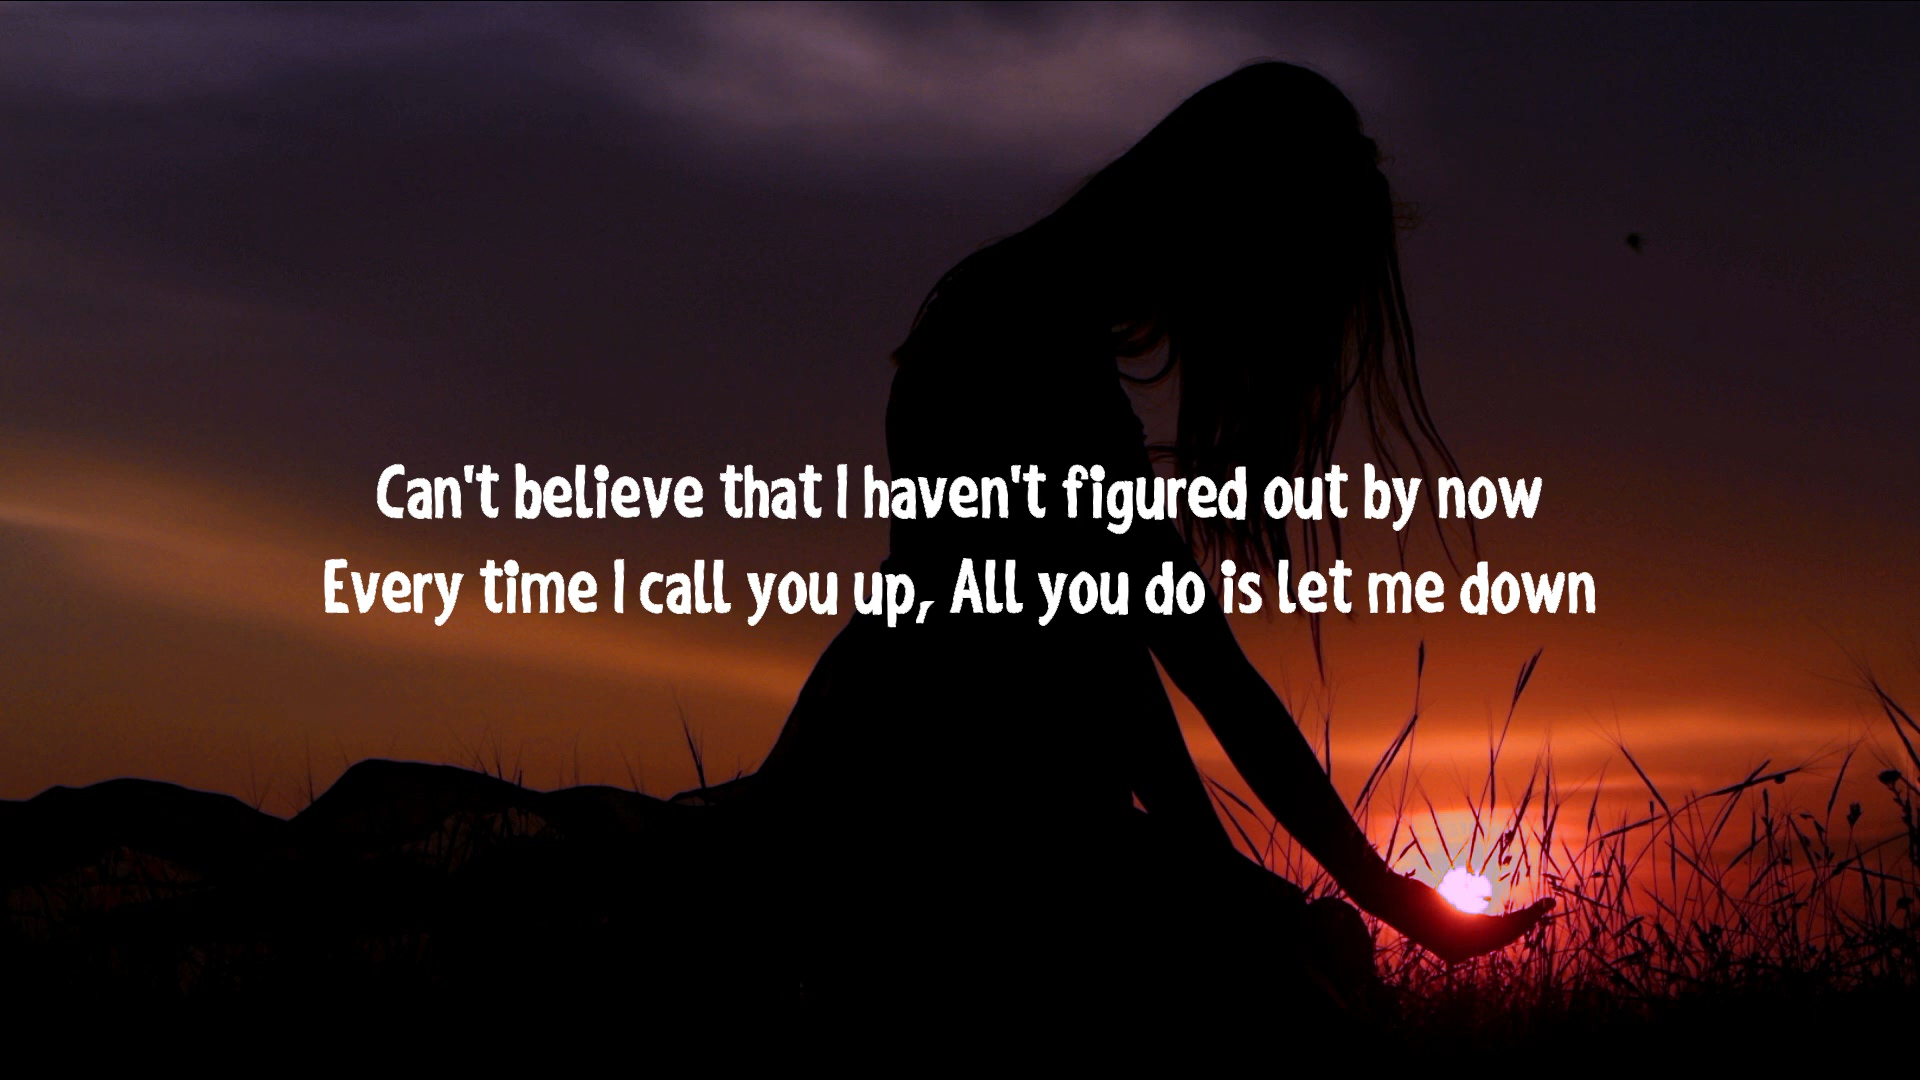 Can't believe that I haven't figured out by now
Every time I call you up, All you do is let me down